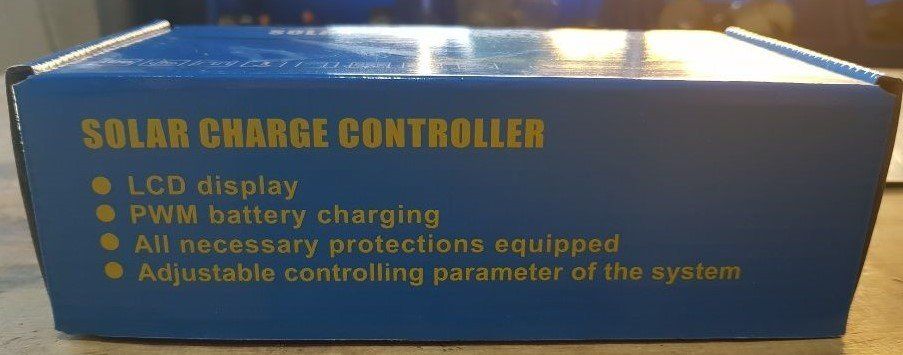 SOLAR CHARGE CONTROLLER
● LCD display
● PWM battery charging
● All necessary protections equipped
● Adjustable controlling parameter of the system